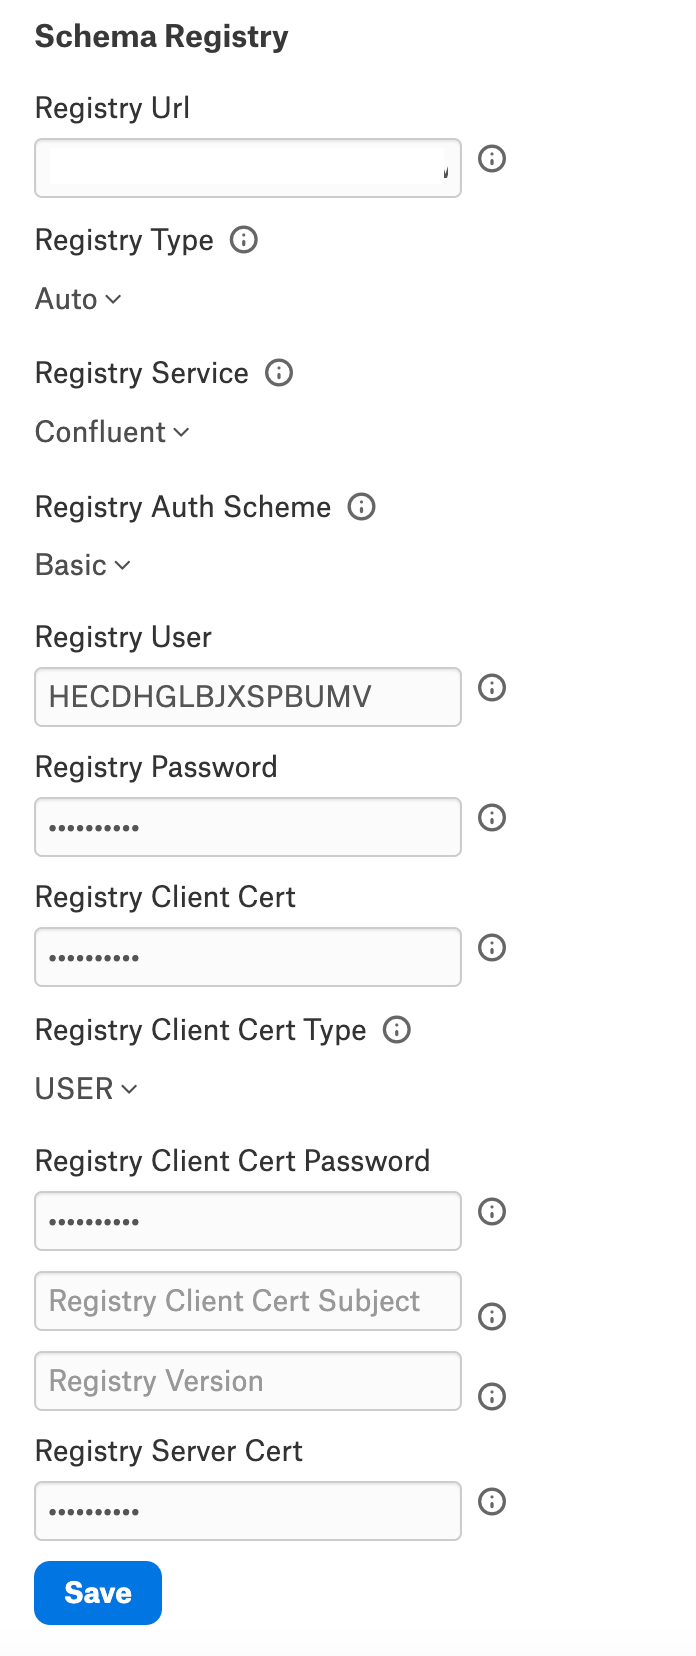 Schema Registry
Registry Url
Registry Type
Auto
Registry Service
Confluent
Registry Auth Scheme
Basic
Registry User
HECDHGLBJXSPBUMV
Registry Password
••••••••••
Registry Client Cert
••••••••••
Registry Client Cert Type
USER
Registry Client Cert Password
••••••••••
Registry Client Cert Subject
Registry Version
Registry Server Cert
••••••••••
Save